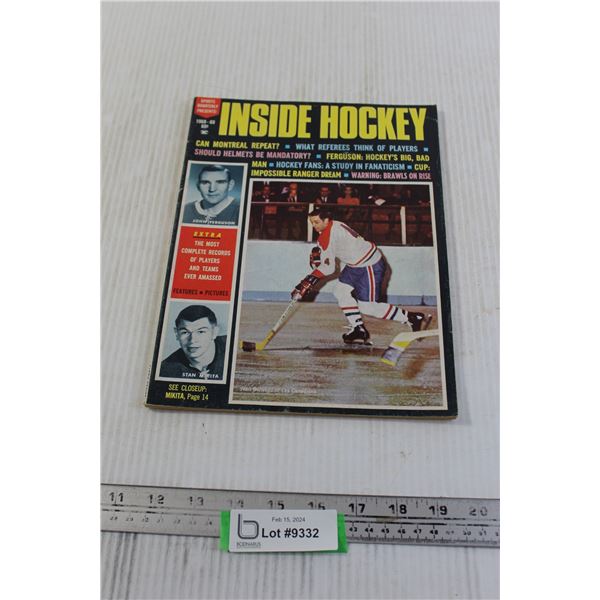 SPORTS
QUARTERLY
PRESENTS
1968-69
INSIDE HOCKEY
CAN MONTREAL REPEAT? ■ WHAT REFEREES THINK OF PLAYERS ■
SHOULD HELMETS BE MANDATORY? ■ FERGUSON: HOCKEY'S BIG, BAD
MAN ■ HOCKEY FANS: A STUDY IN FANATICISM ■ CUP:
IMPOSSIBLE RANGER DREAM ■ WARNING: BRAWLS ON RISE
JOHN FERGUSON
EXTRA
THE MOST
COMPLETE RECORDS
OF PLAYERS
AND TEAMS
EVER AMASSED
FEATURES ■ PICTURES
STAN MIKITA
SEE CLOSEUP:
MIKITA, Page 14
4
11 12 13 14 15 16 17 18 19 20
Feb 15, 2024
Lot #9332
b
BODNARUS